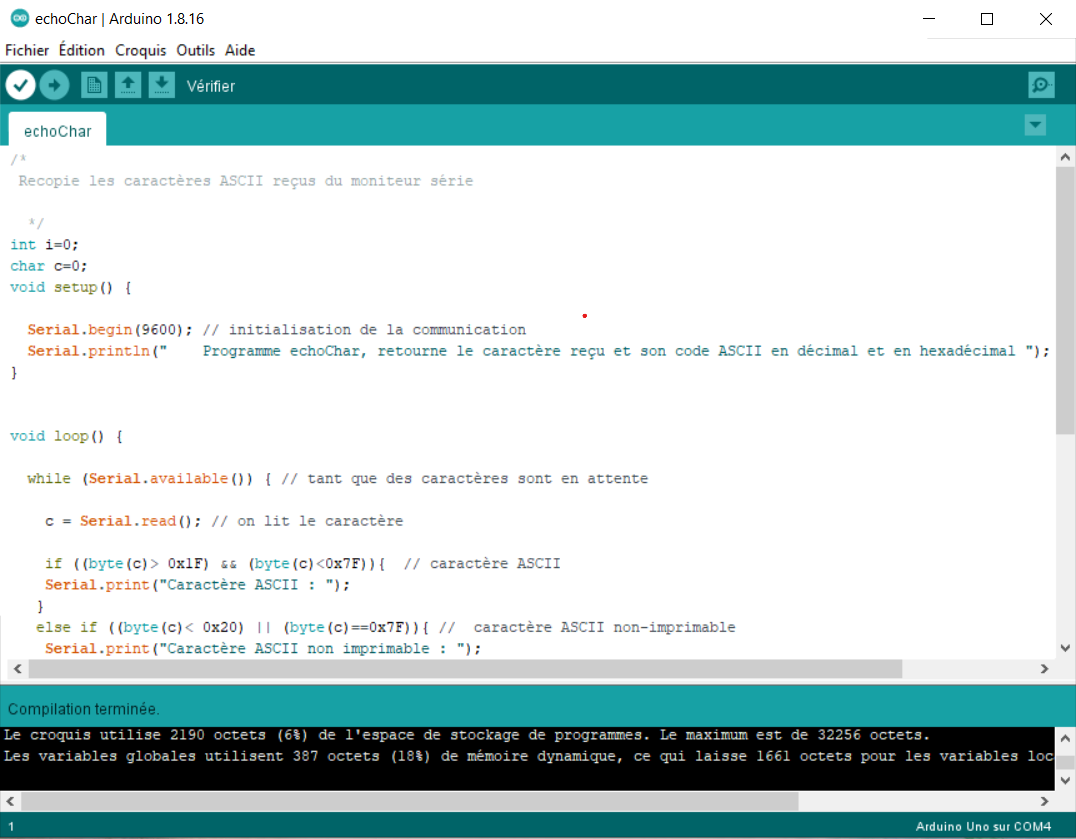 echoChar | Arduino 1.8.16
Fichier Édition Croquis Outils Aide
Vérifier
echoChar
/*
 Recopie les caractères ASCII reçus du moniteur série
  */
int i=0;
char c=0;
void setup() {
  Serial.begin(9600); // initialisation de la communication
  Serial.println("    Programme echoChar, retourne le caractère reçu et son code ASCII en décimal et en hexadécimal ");
}
void loop() {
  while (Serial.available()) { // tant que des caractères sont en attente
    c = Serial.read(); // on lit le caractère
    if ((byte(c)> 0x1F) && (byte(c)<0x7F)){  // caractère ASCII
    Serial.print("Caractère ASCII : ");
   }
   else if ((byte(c)< 0x20) || (byte(c)==0x7F)){ //  caractère ASCII non-imprimable
    Serial.print("Caractère ASCII non imprimable : ");
Compilation terminée.
Le croquis utilise 2190 octets (6%) de l'espace de stockage de programmes. Le maximum est de 32256 octets.
Les variables globales utilisent 387 octets (18%) de mémoire dynamique, ce qui laisse 1661 octets pour les variables loc
1
Arduino Uno sur COM4